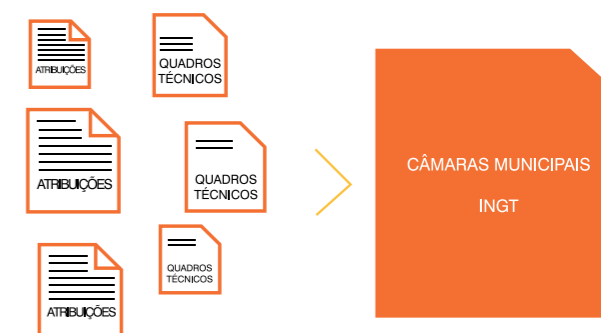 ATRIBUIÇÕES
QUADROS
TÉCNICOS
ATRIBUIÇÕES
QUADROS
TÉCNICOS
ATRIBUIÇÕES
QUADROS
TÉCNICOS
CÂMARAS MUNICIPAIS
INGT